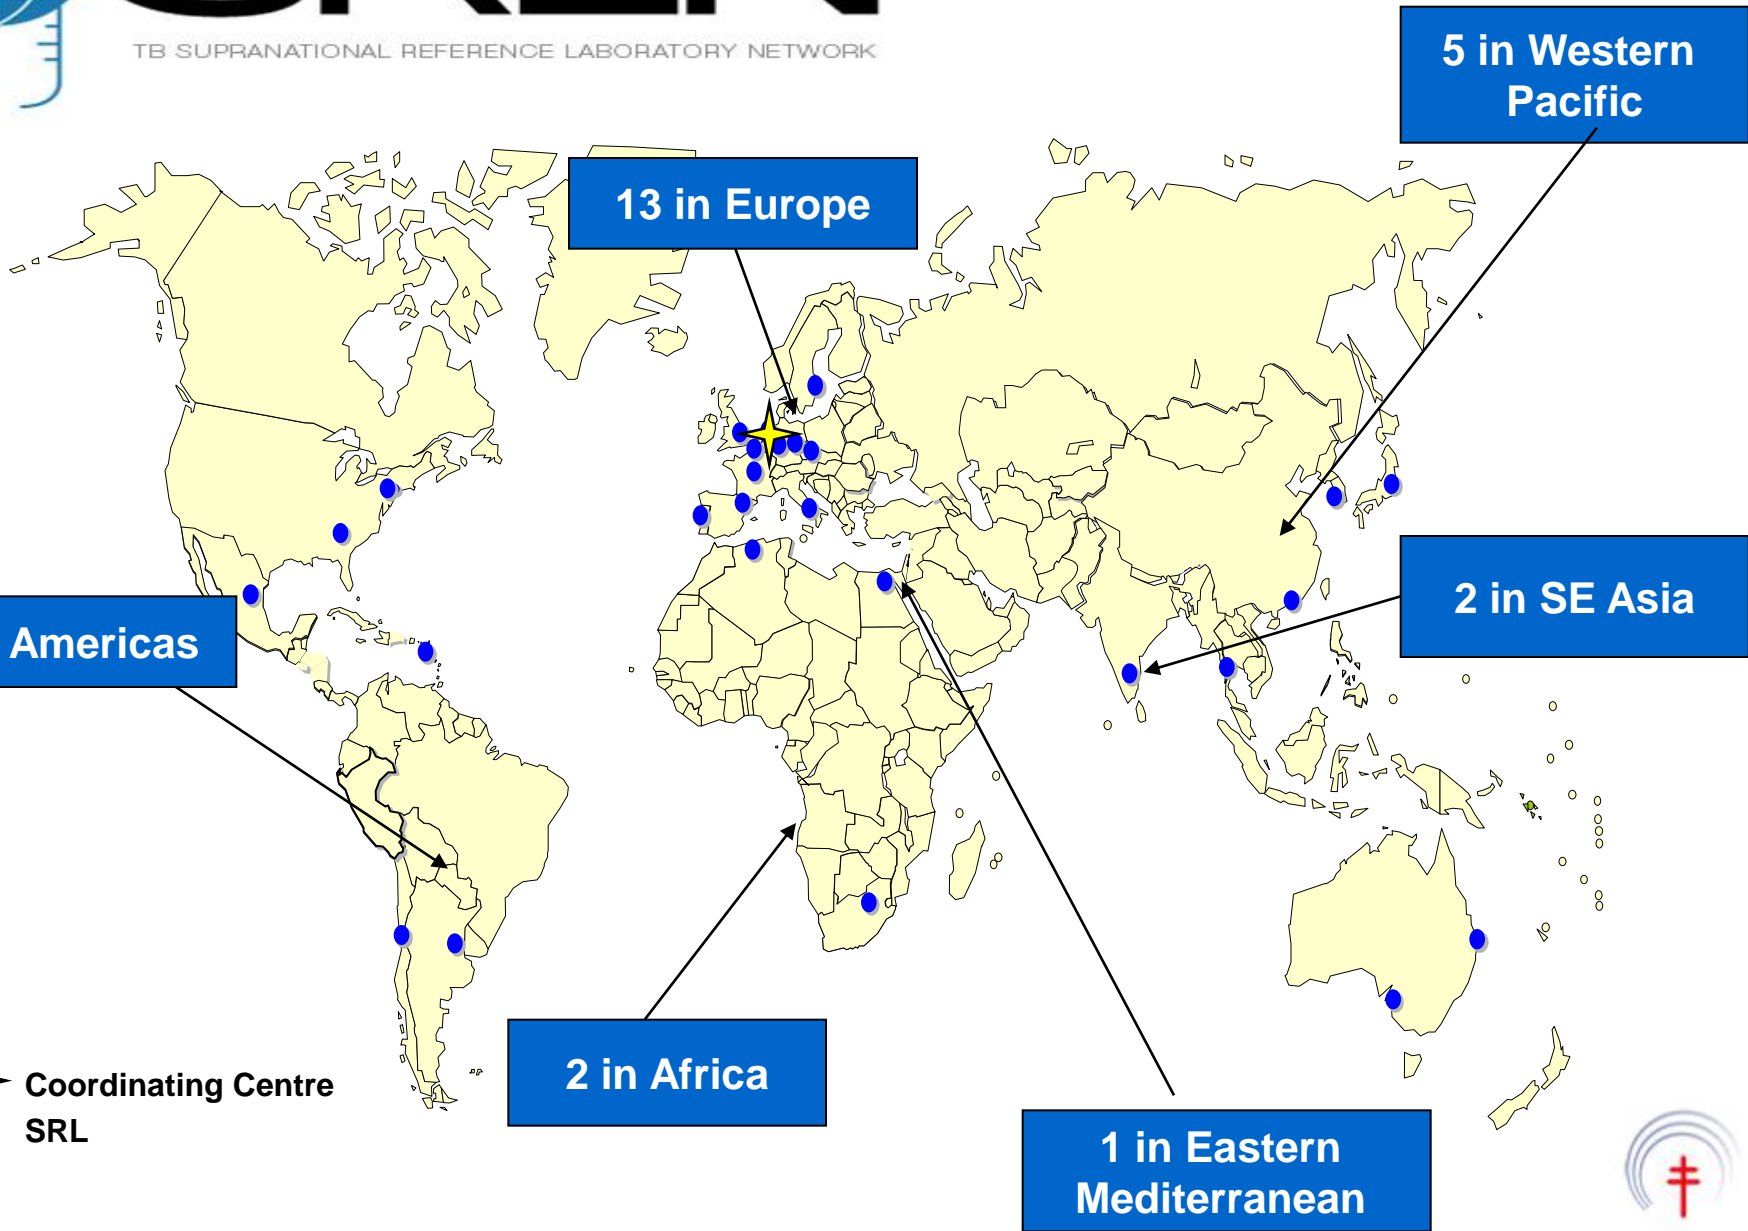 TB SUPRANATIONAL REFERENCE LABORATORY NETWORK
5 in Western
Pacific
13 in Europe
2 in SE Asia
Americas
2 in Africa
1 in Eastern
Mediterranean
Coordinating Centre
SRL